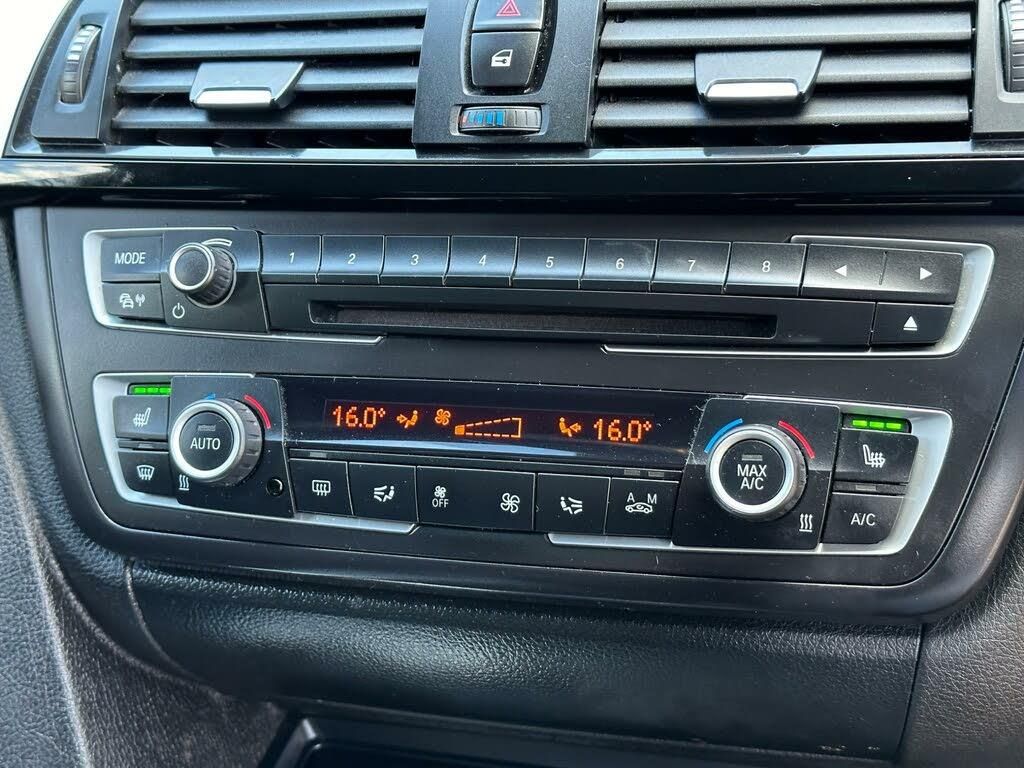 MODE
1 2 3 4 5 6 7 8
16.0° 16.0°
AUTO
MAX
A/C
OFF
A M
A/C